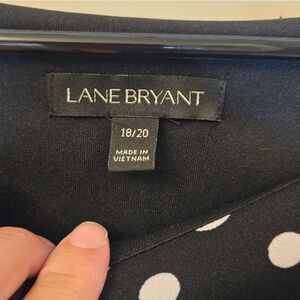 LANE BRYANT
18/20
MADE IN
VIETNAM